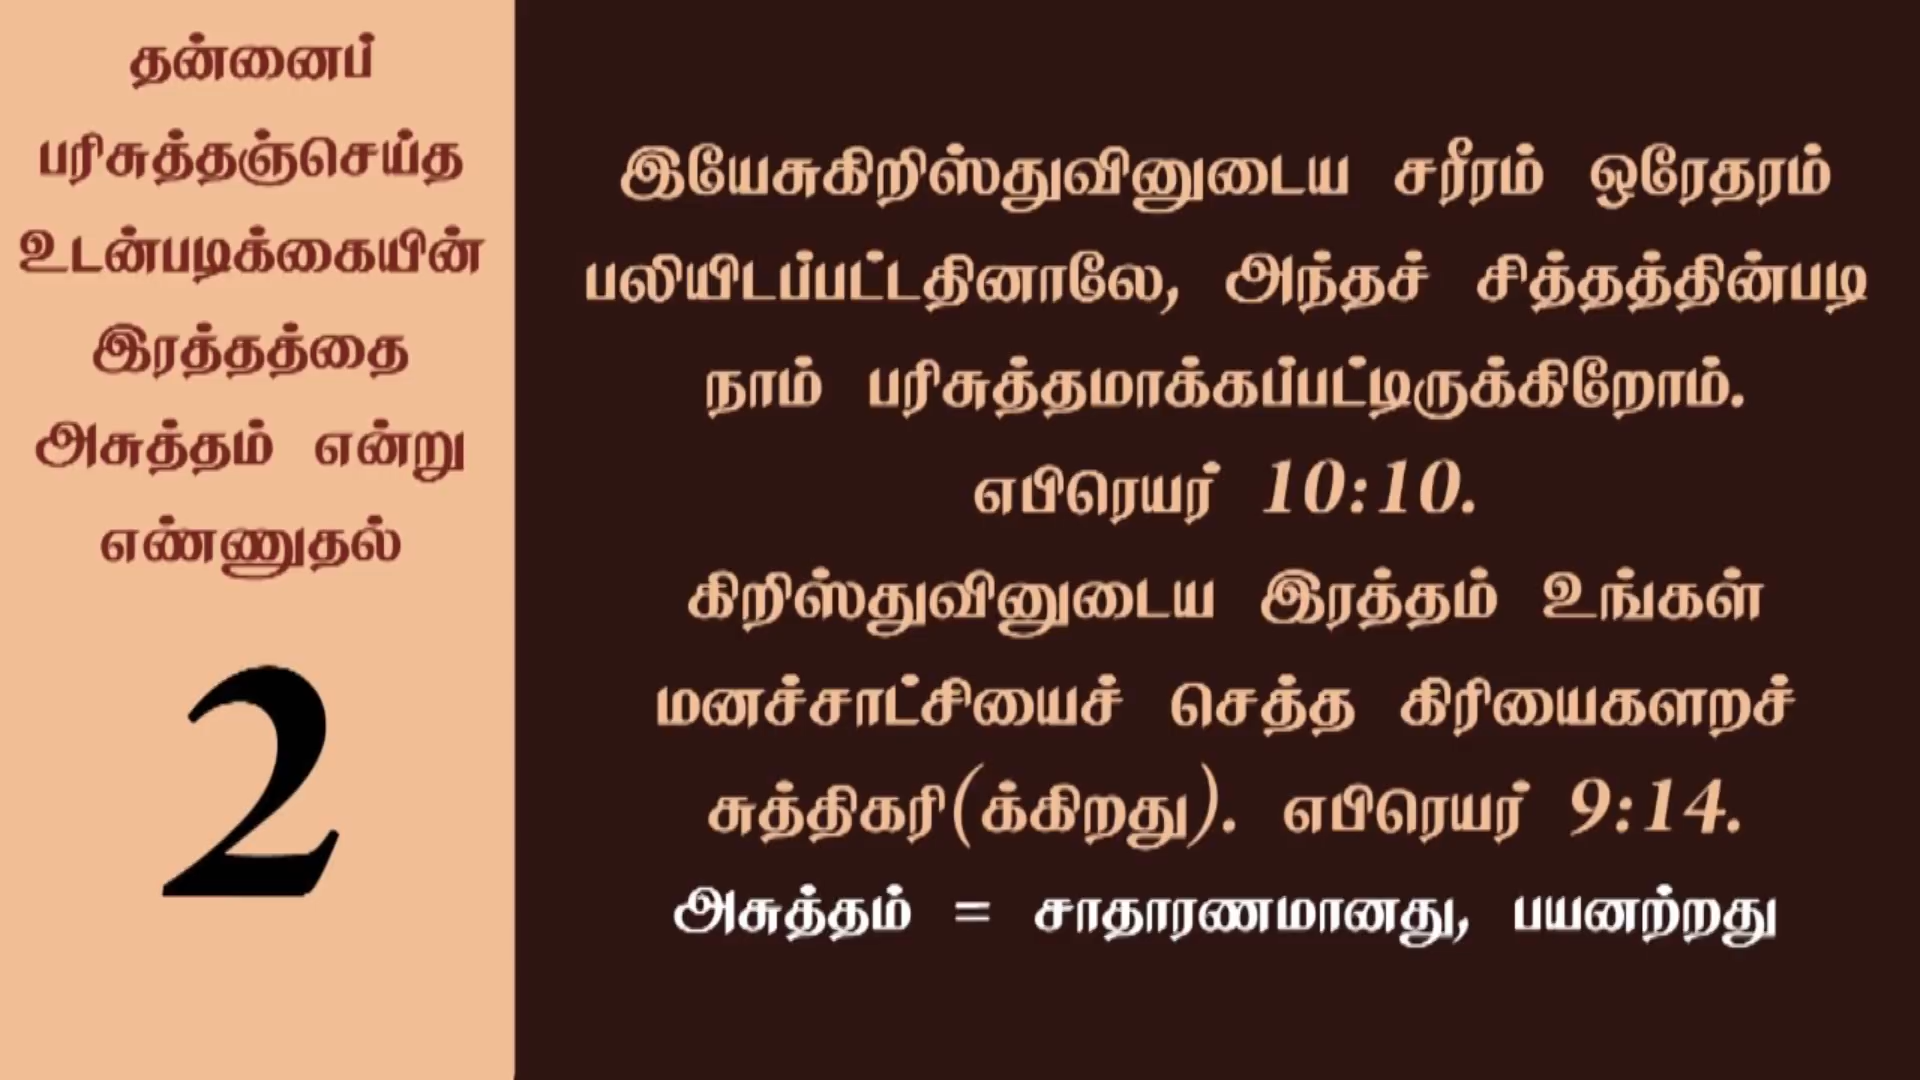 தன்னைப்
பரிசுத்தஞ்செய்த
உடன்படிக்கையின்
இரத்தத்தை
அசுத்தம் என்று
எண்ணுதல்
2
இயேசுகிறிஸ்துவினுடைய சரீரம் ஒரேதரம்
பலியிடப்பட்டதினாலே, அந்தச் சித்தத்தின்படி
நாம் பரிசுத்தமாக்கப்பட்டிருக்கிறோம்.
எபிரெயர் 10:10.
கிறிஸ்துவினுடைய இரத்தம் உங்கள்
மனச்சாட்சியைச் செத்த கிரியைகளறச்
சுத்திகரி(க்கிறது). எபிரெயர் 9:14.
அசுத்தம் = சாதாரணமானது, பயனற்றது